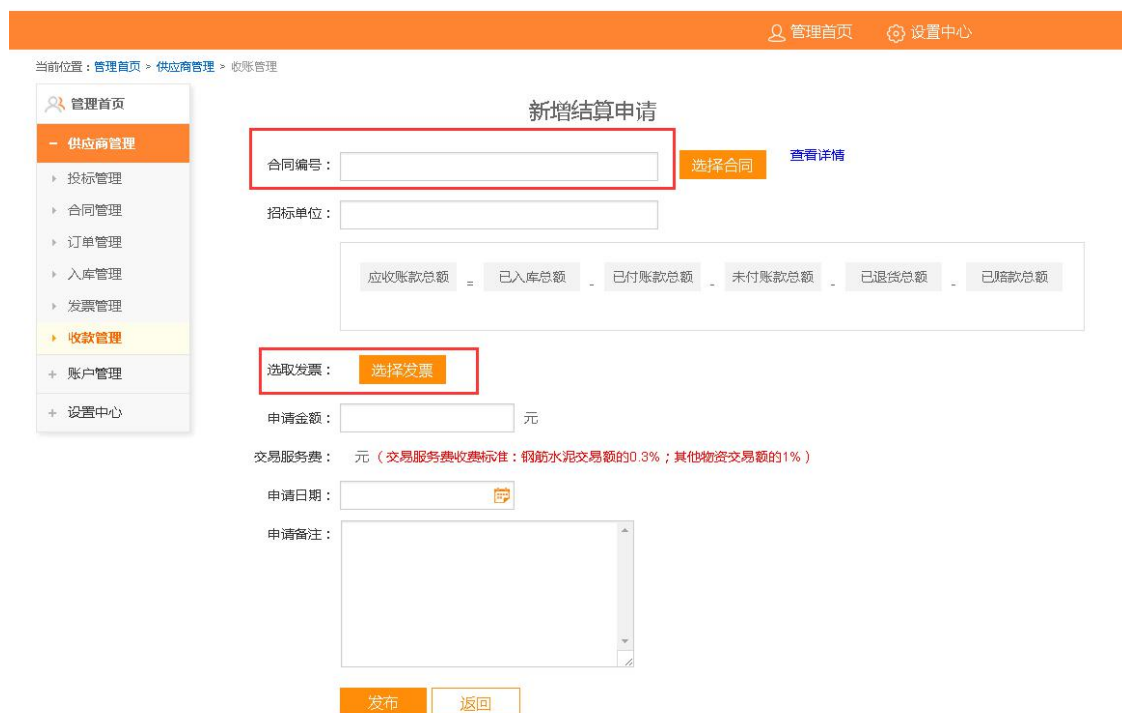 管理首页 设置中心
当前位置：管理首页 > 供应商管理 > 收账管理
管理首页
− 供应商管理
投标管理
合同管理
订单管理
入库管理
发票管理
收款管理
+ 账户管理
+ 设置中心
新增结算申请
合同编号： 选择合同 查看详情
招标单位：
应收账款总额 = 已入库总额 - 已付账款总额 - 未付账款总额 - 已退货总额 - 已赔款总额
选取发票： 选择发票
申请金额： 元
交易服务费： 元（交易服务费收费标准：钢筋水泥交易额的0.3%；其他物资交易额的1%）
申请日期：
申请备注：
发布 返回